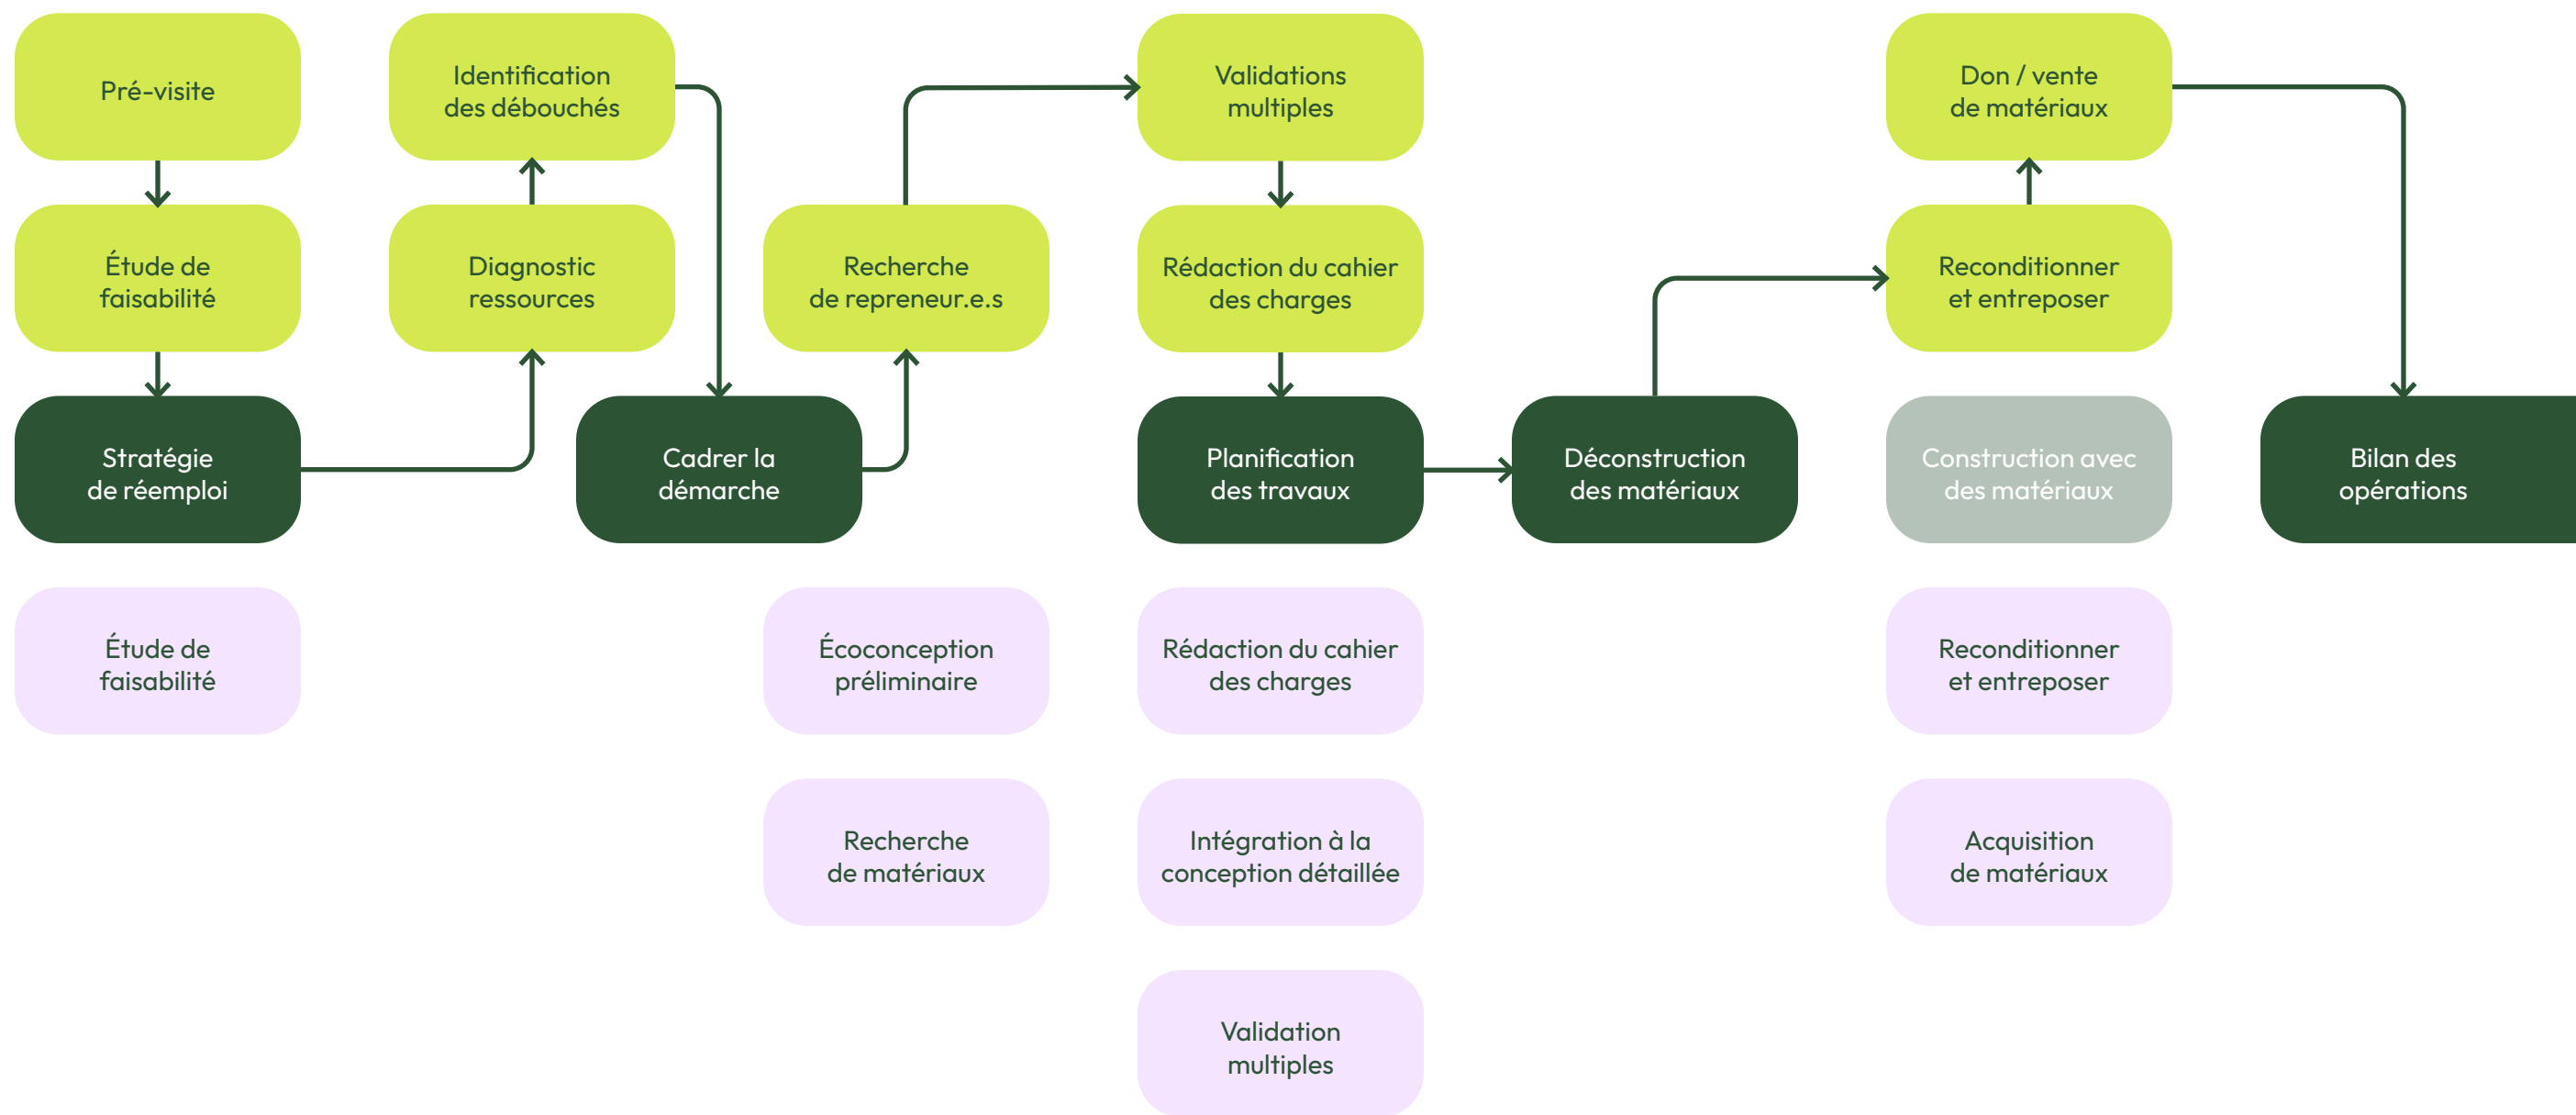 Pré-visite
Identification
des débouchés
Validations
multiples
Don / vente
de matériaux
Étude de
faisabilité
Diagnostic
ressources
Recherche
de repreneur.e.s
Rédaction du cahier
des charges
Reconditionner
et entreposer
Stratégie
de réemploi
Cadrer la
démarche
Planification
des travaux
Déconstruction
des matériaux
Construction avec
des matériaux
Bilan des
opérations
Étude de
faisabilité
Écoconception
préliminaire
Rédaction du cahier
des charges
Reconditionner
et entreposer
Recherche
de matériaux
Intégration à la
conception détaillée
Acquisition
de matériaux
Validation
multiples